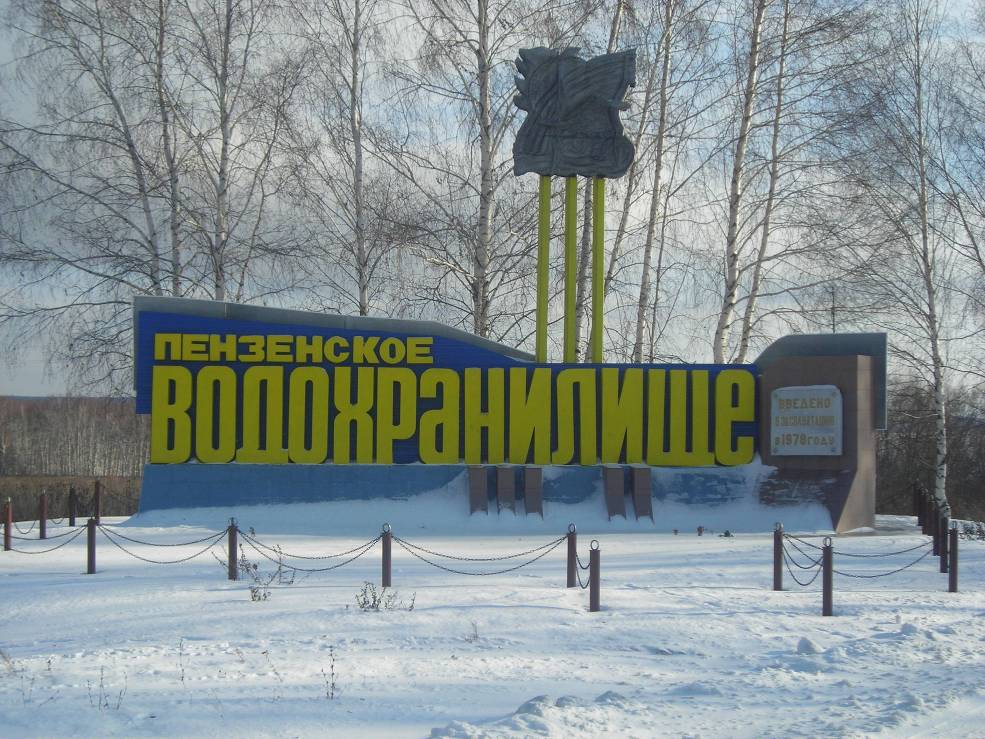 ПЕНЗЕНСКОЕ
ВОДОХРАНИЛИЩЕ
ВВЕДЕНО
В ЭКСПЛУАТАЦИЮ
В 1978 ГОДУ